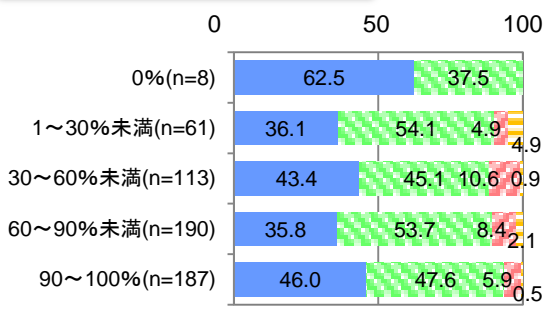 0 50 100
0%(n=8) 62.5 37.5
1～30%未満(n=61) 36.1 54.1 4.9 4.9
30～60%未満(n=113) 43.4 45.1 10.6 0.9
60～90%未満(n=190) 35.8 53.7 8.4 2.1
90～100%(n=187) 46.0 47.6 5.9 0.5